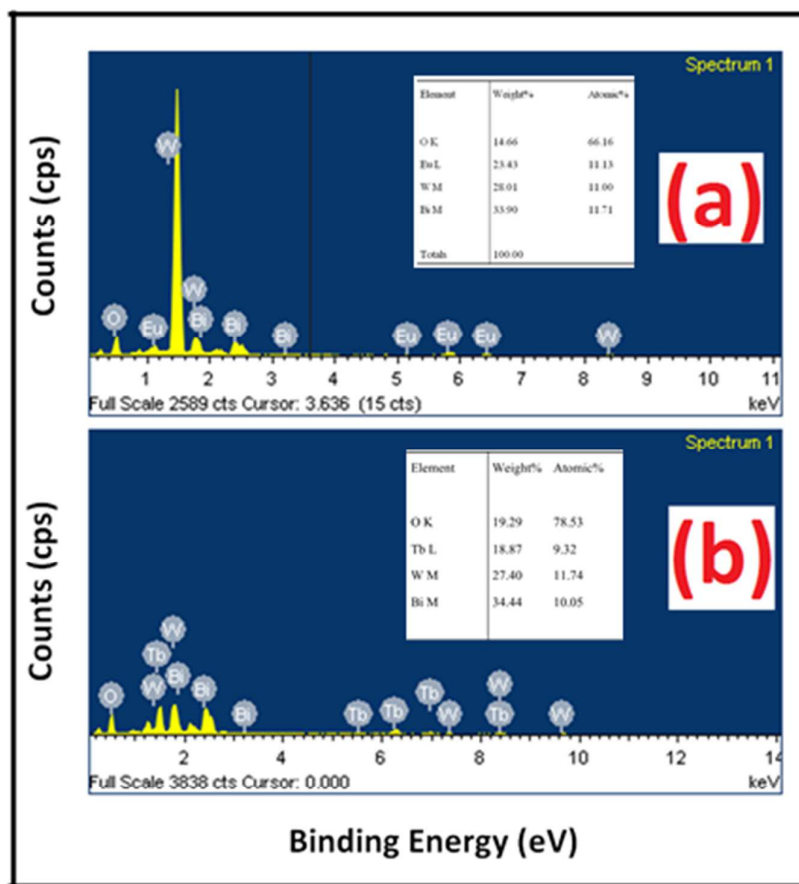 Spectrum 1
Element Weight% Atomic%
O K 14.66 66.16
Eu L 23.43 11.13
W M 28.01 11.00
Bi M 33.90 11.71
Totals 100.00
(a)
Counts (cps)
W
W
O Eu Bi Bi Bi Eu Eu Eu W
1 2 3 4 5 6 7 8 9 10 11
Full Scale 2589 cts Cursor: 3.636 (15 cts) keV
Spectrum 1
Element Weight% Atomic%
O K 19.29 78.53
Tb L 18.87 9.32
W M 27.40 11.74
Bi M 34.44 10.05
(b)
Counts (cps)
W
Tb
O W Bi Bi Bi Tb Tb Tb W W Tb W
2 4 6 8 10 12 14
Full Scale 3838 cts Cursor: 0.000 keV
Binding Energy (eV)